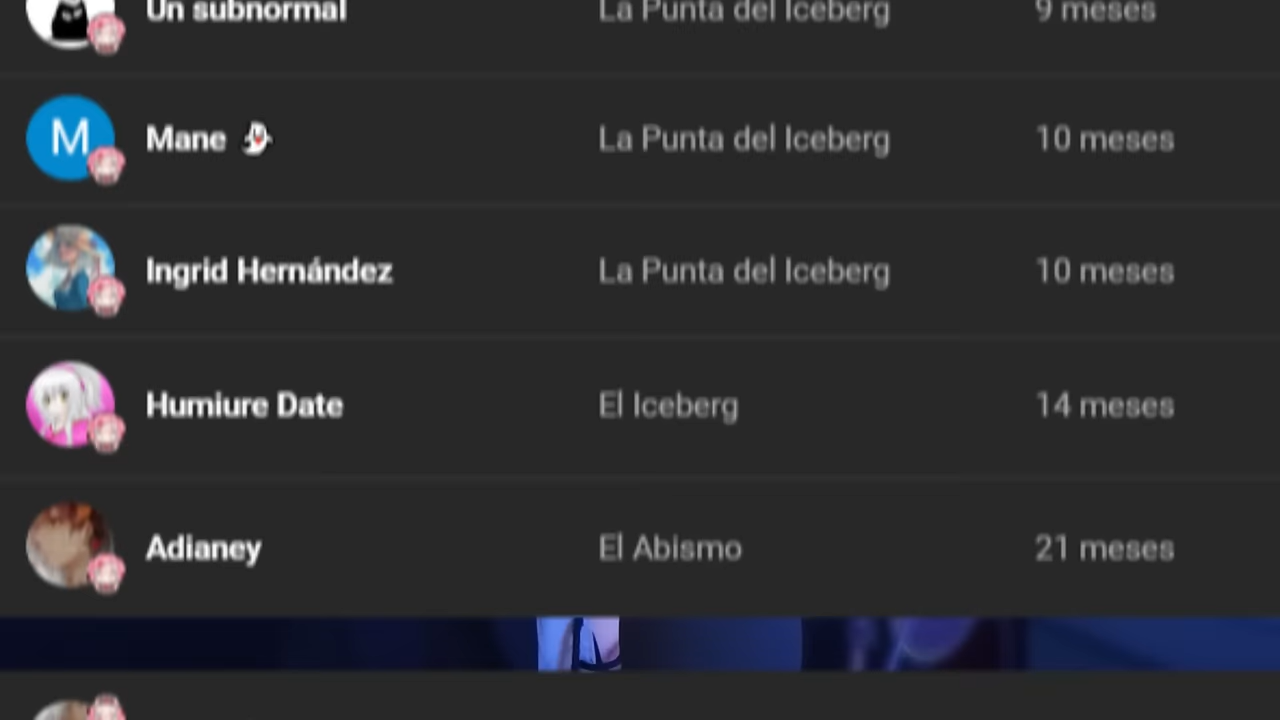 Un subnormal La Punta del Iceberg 9 meses
M Mane 👻 La Punta del Iceberg 10 meses
Ingrid Hernández La Punta del Iceberg 10 meses
Humiure Date El Iceberg 14 meses
Adianey El Abismo 21 meses